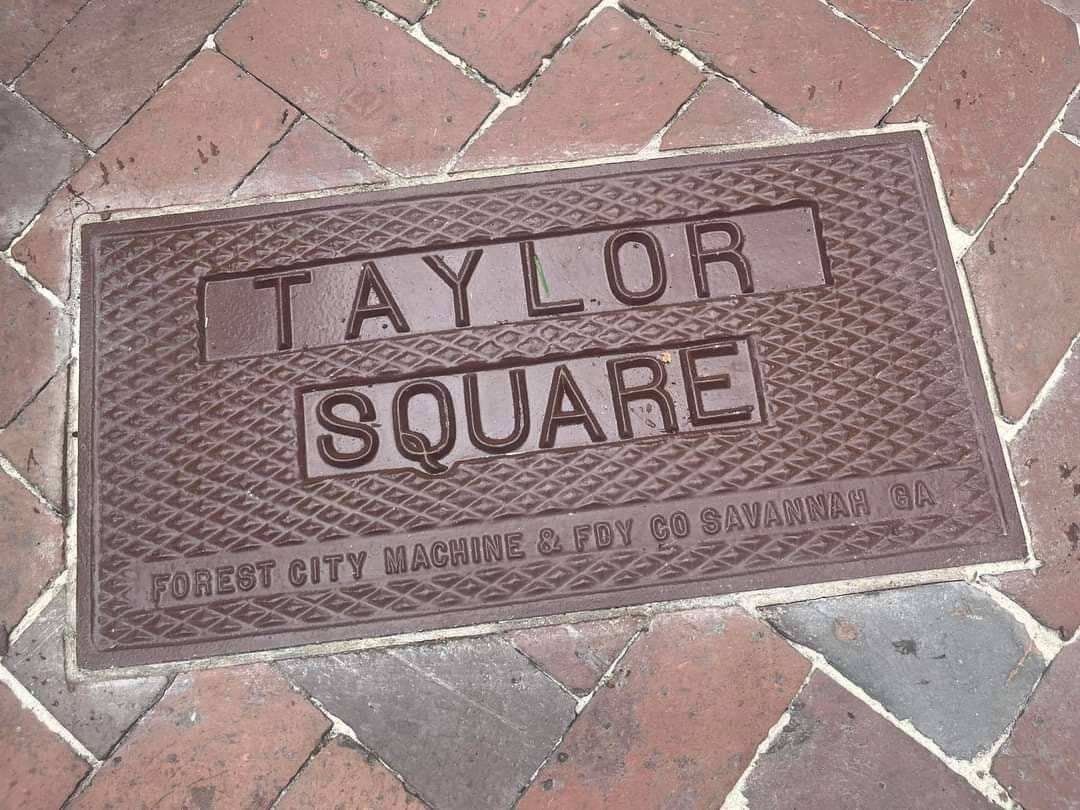 TAYLOR
SQUARE
FOREST CITY MACHINE & FDY CO SAVANNAH GA